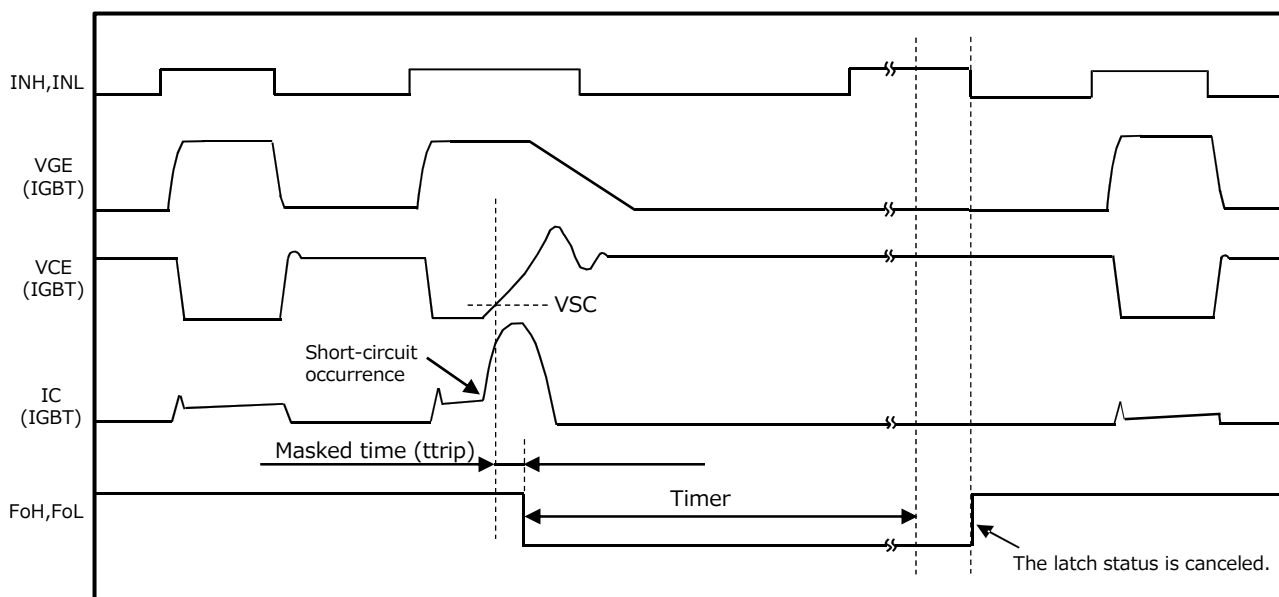 INH,INL
VGE
(IGBT)
VCE
(IGBT)
VSC
Short-circuit
occurrence
IC
(IGBT)
Masked time (ttrip)
Timer
FoH,FoL
The latch status is canceled.